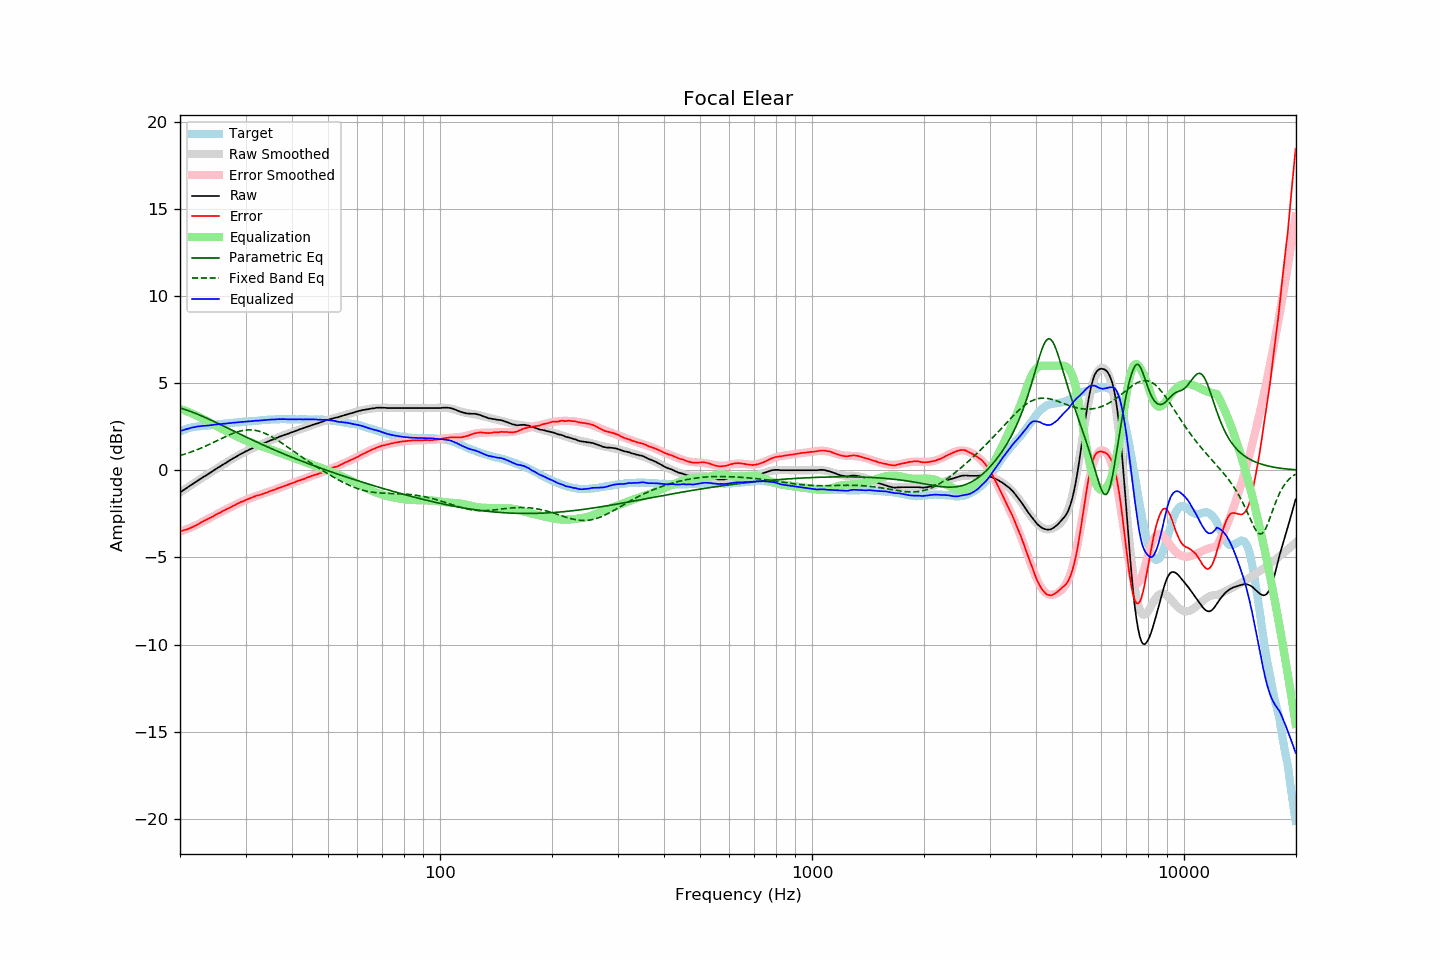 Focal Elear
Target
Raw Smoothed
Error Smoothed
Raw
Error
Equalization
Parametric Eq
Fixed Band Eq
Equalized
20
15
10
5
0
−5
−10
−15
−20
Amplitude (dBr)
100
1000
10000
Frequency (Hz)